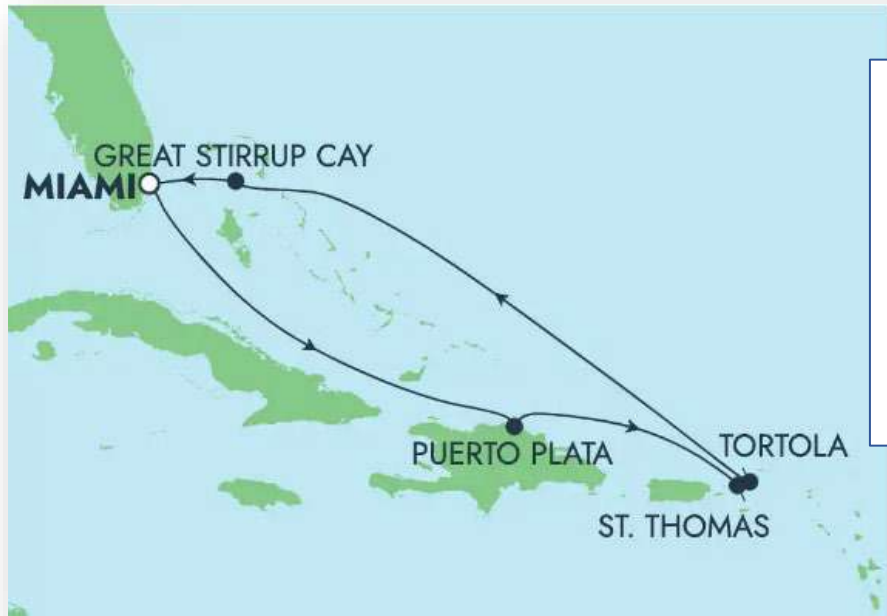 GREAT STIRRUP CAY
MIAMI
PUERTO PLATA
TORTOLA
ST. THOMAS